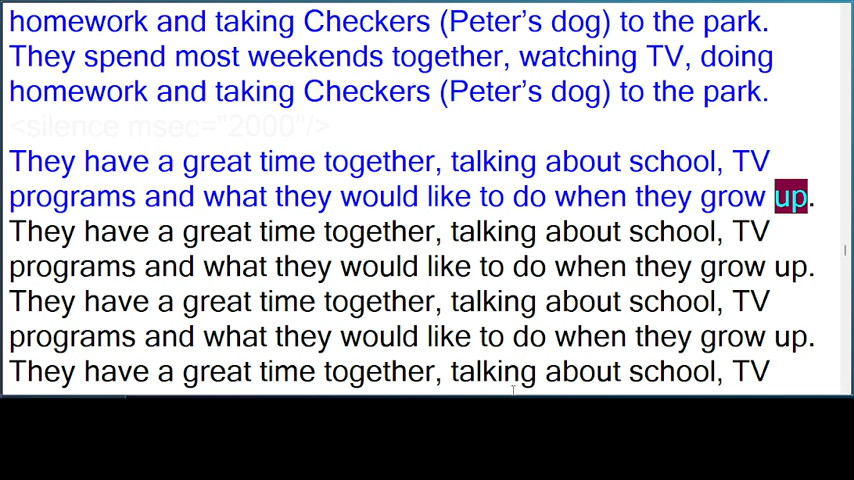 homework and taking Checkers (Peter’s dog) to the park.
They spend most weekends together, watching TV, doing
homework and taking Checkers (Peter’s dog) to the park.
<silence msec="2000"/>
They have a great time together, talking about school, TV
programs and what they would like to do when they grow up.
They have a great time together, talking about school, TV
programs and what they would like to do when they grow up.
They have a great time together, talking about school, TV
programs and what they would like to do when they grow up.
They have a great time together, talking about school, TV